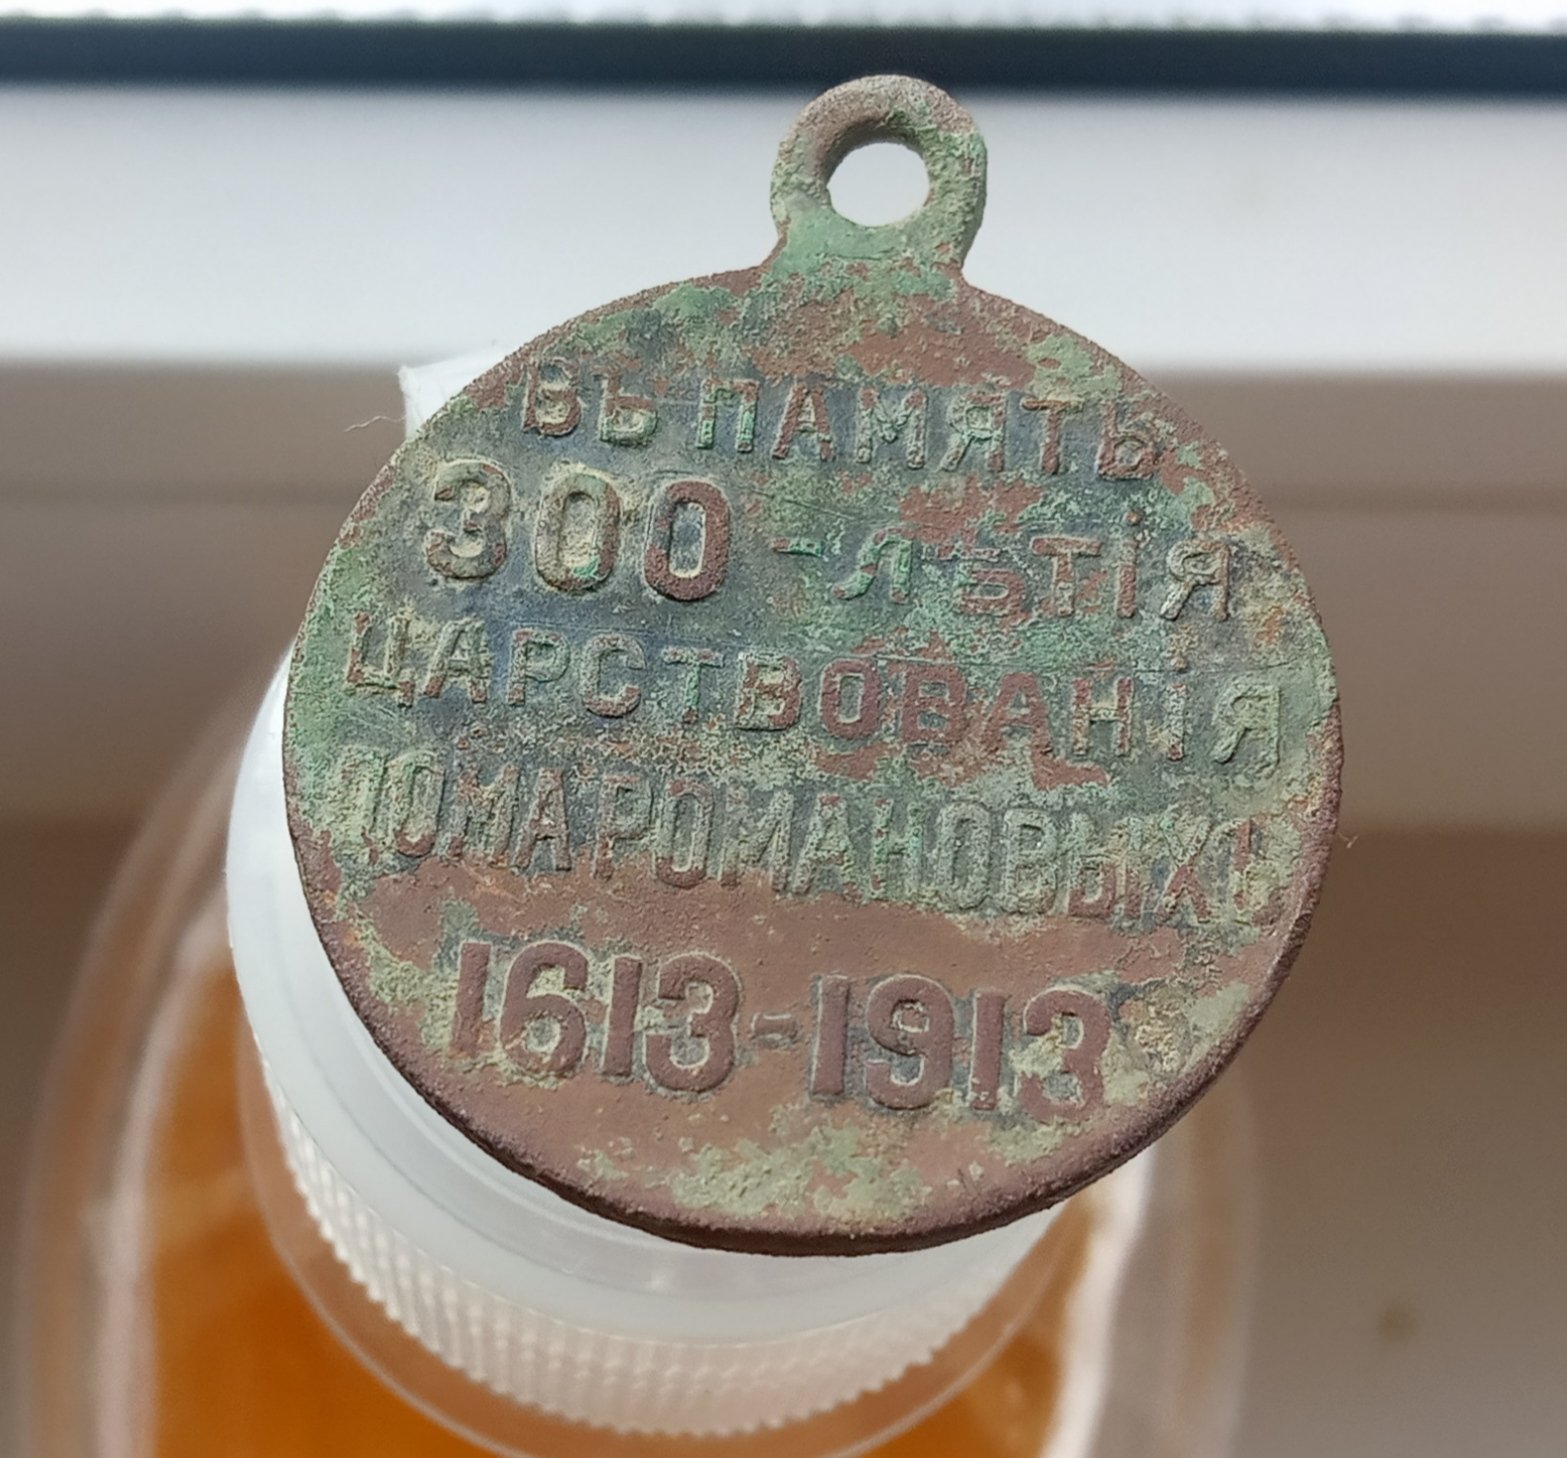 ВЪ ПАМЯТЬ
300-ЛѢТІЯ
ЦАРСТВОВАНІЯ
ДОМА РОМАНОВЫХЪ
1613-1913